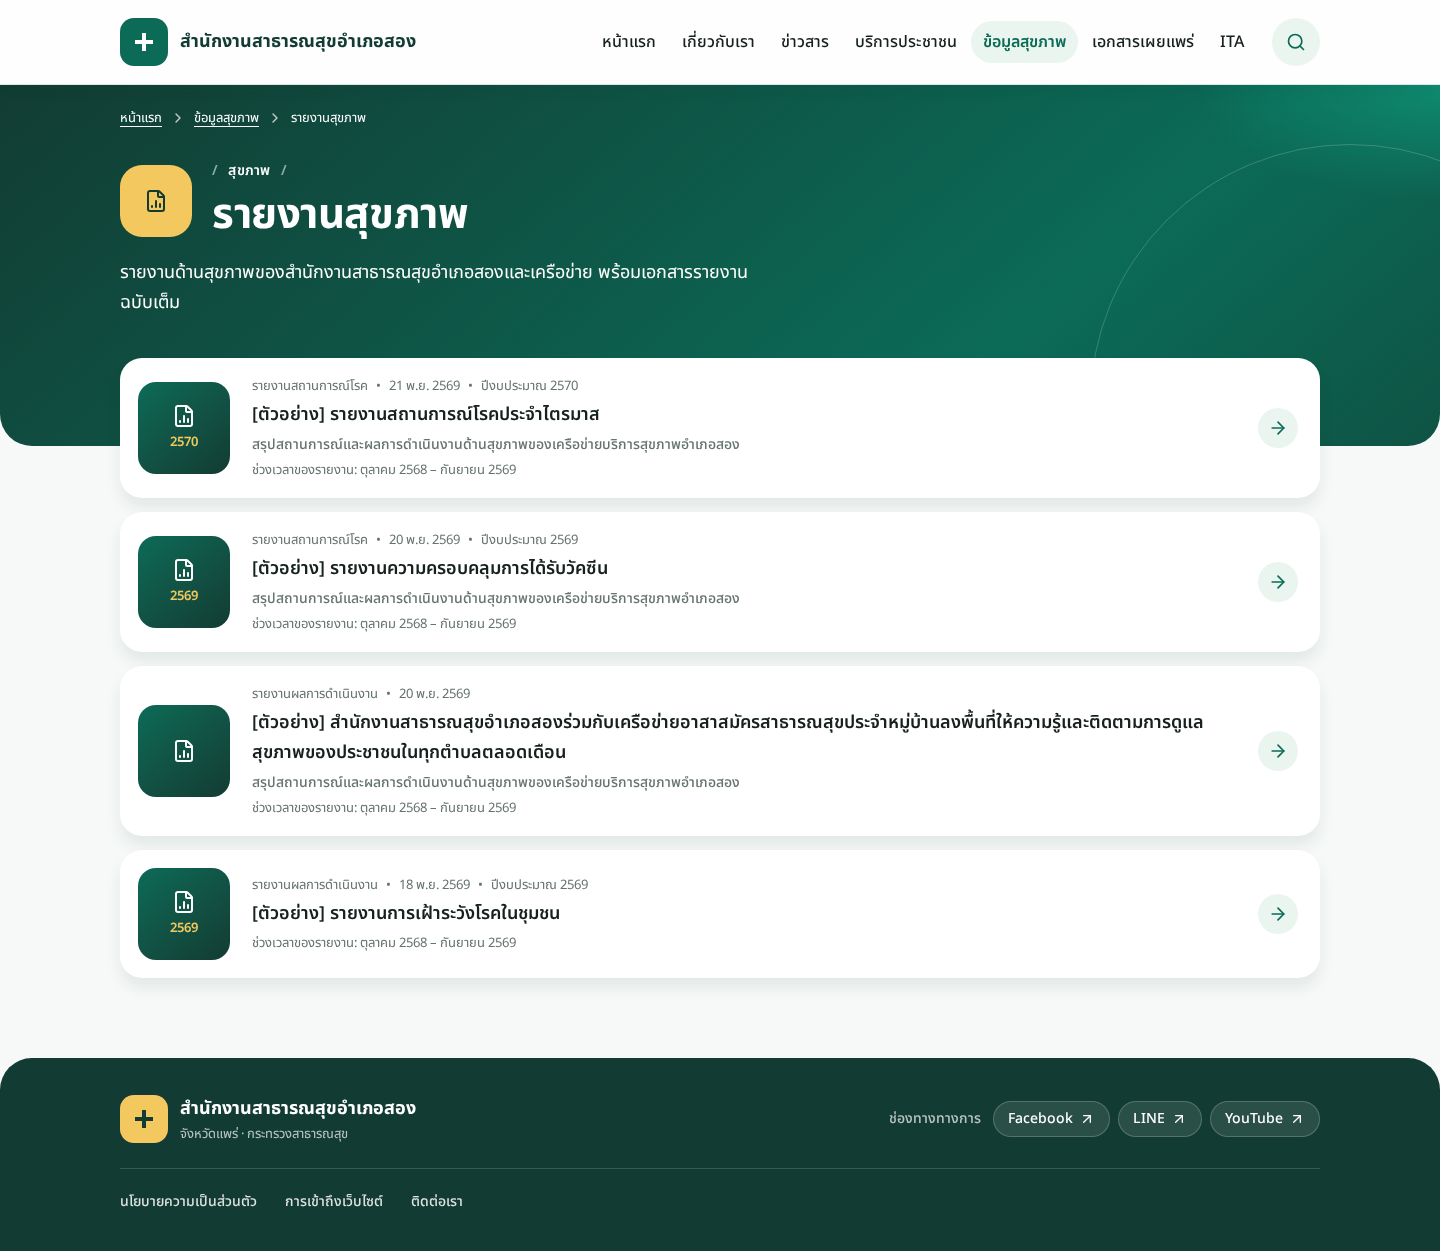 สำนักงานสาธารณสุขอำเภอสอง
หน้าแรก เกี่ยวกับเรา ข่าวสาร บริการประชาชน ข้อมูลสุขภาพ เอกสารเผยแพร่ ITA
หน้าแรก ข้อมูลสุขภาพ รายงานสุขภาพ
/ สุขภาพ /
รายงานสุขภาพ
รายงานด้านสุขภาพของสำนักงานสาธารณสุขอำเภอสองและเครือข่าย พร้อมเอกสารรายงาน
ฉบับเต็ม
รายงานสถานการณ์โรค • 21 พ.ย. 2569 • ปีงบประมาณ 2570
[ตัวอย่าง] รายงานสถานการณ์โรคประจำไตรมาส
2570
สรุปสถานการณ์และผลการดำเนินงานด้านสุขภาพของเครือข่ายบริการสุขภาพอำเภอสอง
ช่วงเวลาของรายงาน: ตุลาคม 2568 – กันยายน 2569
รายงานสถานการณ์โรค • 20 พ.ย. 2569 • ปีงบประมาณ 2569
[ตัวอย่าง] รายงานความครอบคลุมการได้รับวัคซีน
2569
สรุปสถานการณ์และผลการดำเนินงานด้านสุขภาพของเครือข่ายบริการสุขภาพอำเภอสอง
ช่วงเวลาของรายงาน: ตุลาคม 2568 – กันยายน 2569
รายงานผลการดำเนินงาน • 20 พ.ย. 2569
[ตัวอย่าง] สำนักงานสาธารณสุขอำเภอสองร่วมกับเครือข่ายอาสาสมัครสาธารณสุขประจำหมู่บ้านลงพื้นที่ให้ความรู้และติดตามการดูแล
สุขภาพของประชาชนในทุกตำบลตลอดเดือน
สรุปสถานการณ์และผลการดำเนินงานด้านสุขภาพของเครือข่ายบริการสุขภาพอำเภอสอง
ช่วงเวลาของรายงาน: ตุลาคม 2568 – กันยายน 2569
รายงานผลการดำเนินงาน • 18 พ.ย. 2569 • ปีงบประมาณ 2569
[ตัวอย่าง] รายงานการเฝ้าระวังโรคในชุมชน
2569
ช่วงเวลาของรายงาน: ตุลาคม 2568 – กันยายน 2569
สำนักงานสาธารณสุขอำเภอสอง
จังหวัดแพร่ · กระทรวงสาธารณสุข
ช่องทางทางการ Facebook LINE YouTube
นโยบายความเป็นส่วนตัว การเข้าถึงเว็บไซต์ ติดต่อเรา